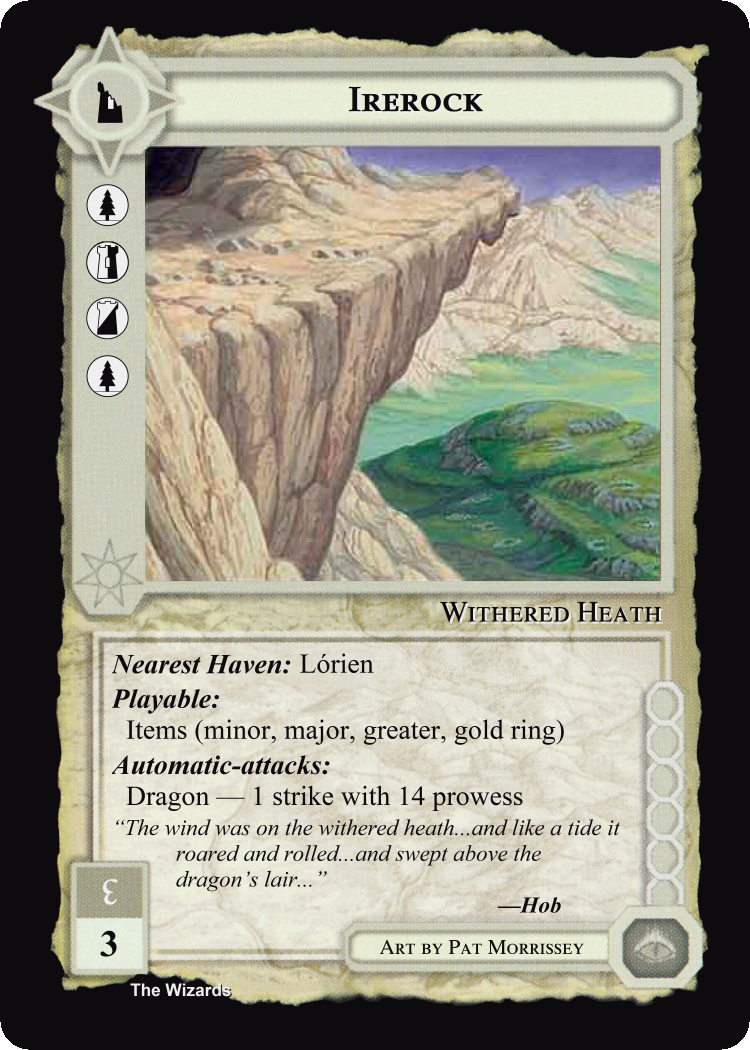 Irerock
Withered Heath
Nearest Haven: Lórien
Playable:
Items (minor, major, greater, gold ring)
Automatic-attacks:
Dragon — 1 strike with 14 prowess
“The wind was on the withered heath...and like a tide it
roared and rolled...and swept above the
dragon’s lair...”
—Hob
ε
3
Art by Pat Morrissey
The Wizards